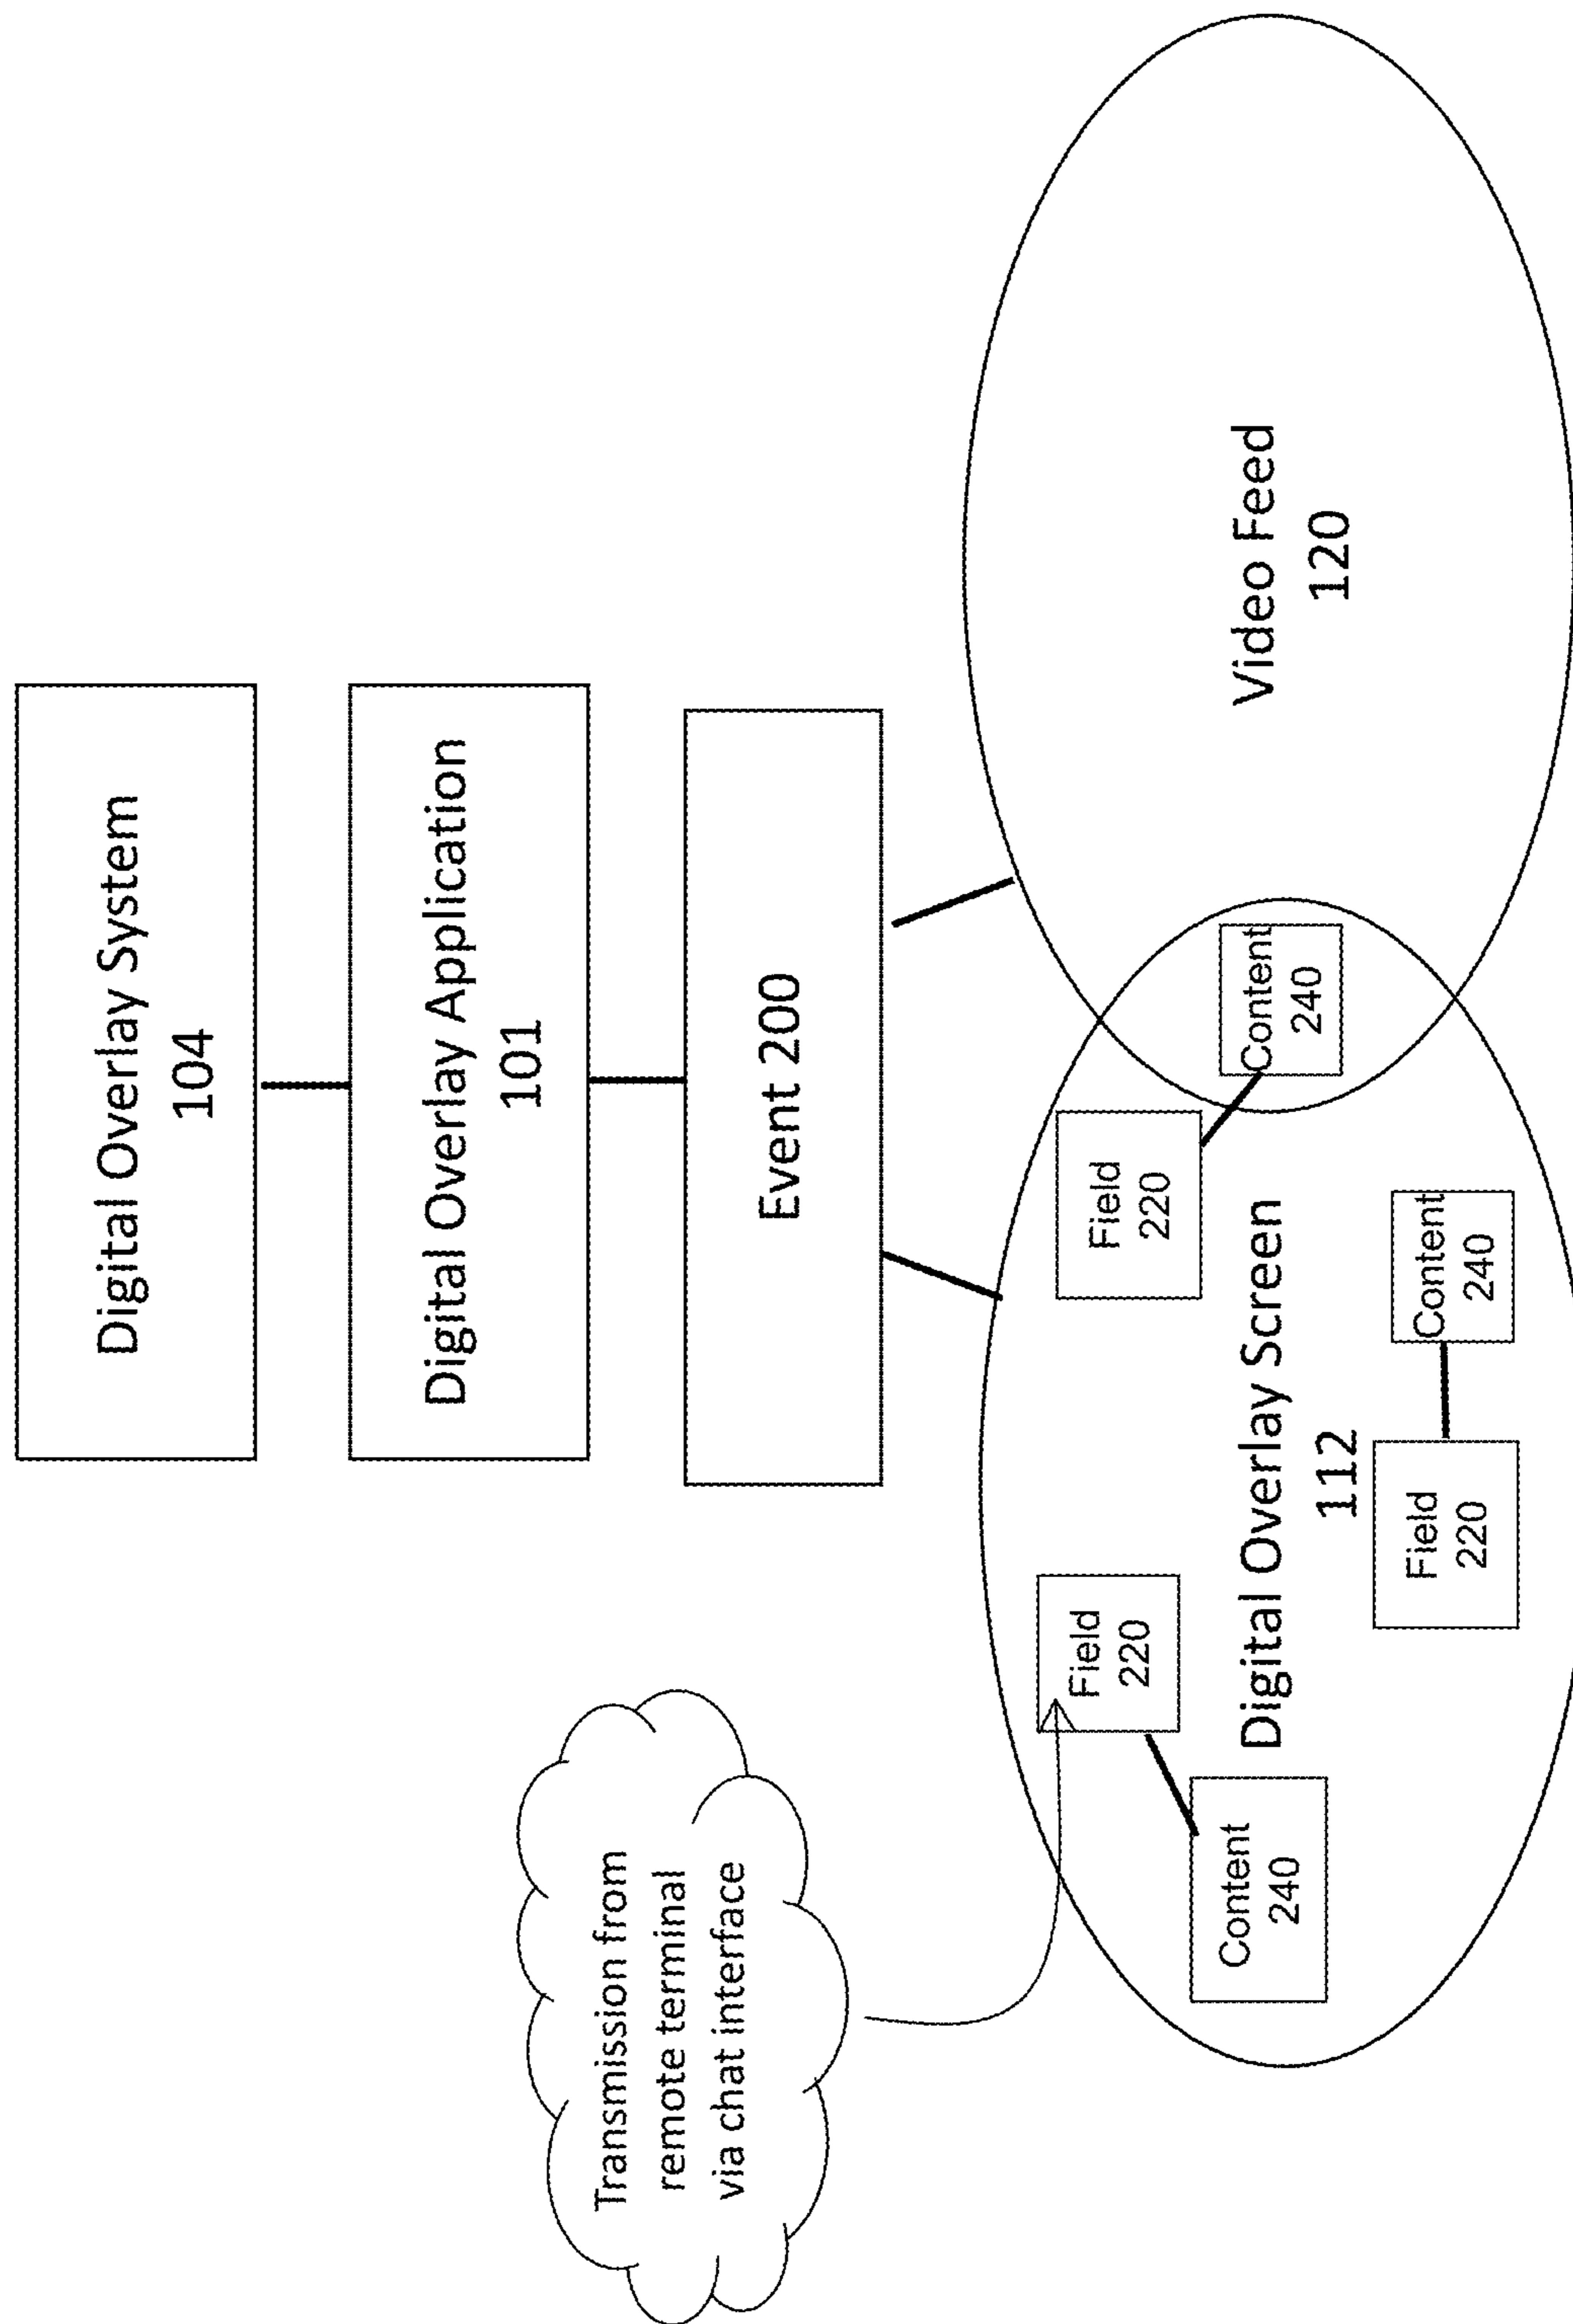 Digital Overlay System
104
Digital Overlay Application
101
Event 200
Transmission from
remote terminal
via chat interface
Field
220
Content
240
Field
220
Content
240
Digital Overlay Screen
112
Field
220
Content
240
Video Feed
120